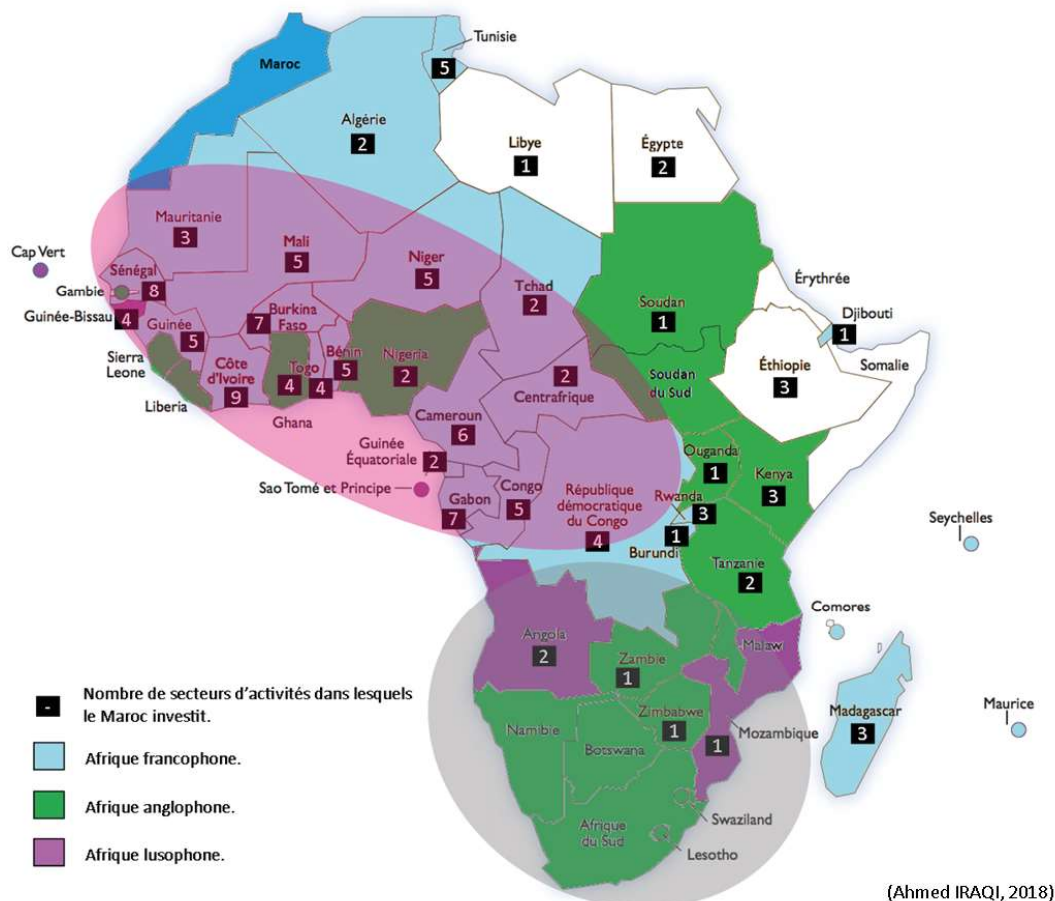 Tunisie
5
Maroc
Algérie
2
Libye
1
Égypte
2
Mauritanie
3
Mali
5
Niger
5
Tchad
2
Cap Vert
Sénégal
8
Gambie
Guinée-Bissau
4
Guinée
5
Burkina
Faso
7
Bénin
5
Nigeria
2
Soudan
1
Érythrée
Djibouti
1
Sierra
Leone
Côte
d'Ivoire
9
Togo
4
4
Liberia
Ghana
2
Centrafrique
Soudan
du Sud
Éthiopie
3
Somalie
Cameroun
6
Guinée
Équatoriale
2
Sao Tomé et Principe
Gabon
7
Congo
5
République
démocratique
du Congo
4
Ouganda
1
Kenya
3
Rwanda
3
Burundi
1
Tanzanie
2
Seychelles
Comores
Angola
2
Zambie
1
Malaw
Zimbabwe
1
Mozambique
1
Madagascar
3
Maurice
Namibie
Botswana
Swaziland
Afrique
du Sud
Lesotho
- Nombre de secteurs d'activités dans lesquels
le Maroc investit.
Afrique francophone.
Afrique anglophone.
Afrique lusophone.
(Ahmed IRAQI, 2018)